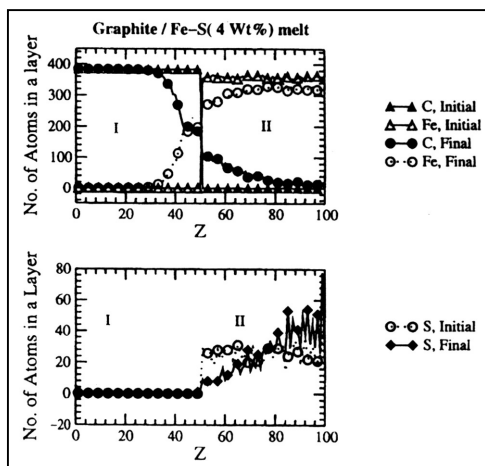 Graphite / Fe–S( 4 Wt%) melt
No. of Atoms in a layer
400
300
200
100
0
I
II
0 20 40 60 80 100
Z
C, Initial
Fe, Initial
C, Final
Fe, Final
No. of Atoms in a Layer
80
60
40
20
0
-20
I
II
0 20 40 60 80 100
Z
S, Initial
S, Final